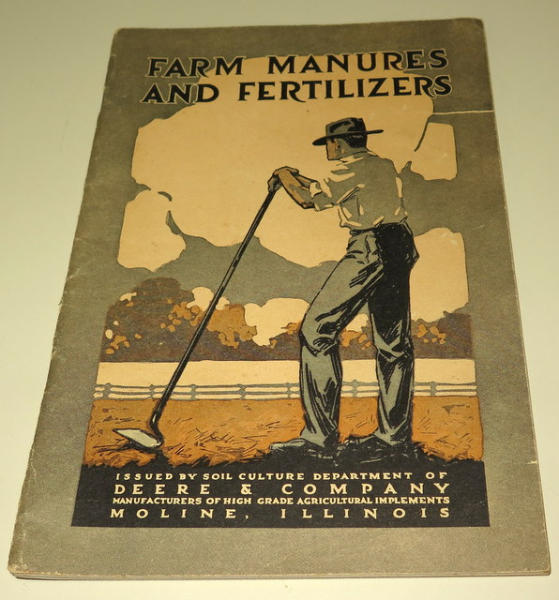 FARM MANURES
AND FERTILIZERS
ISSUED BY SOIL CULTURE DEPARTMENT OF
DEERE & COMPANY
MANUFACTURERS OF HIGH GRADE AGRICULTURAL IMPLEMENTS
MOLINE, ILLINOIS